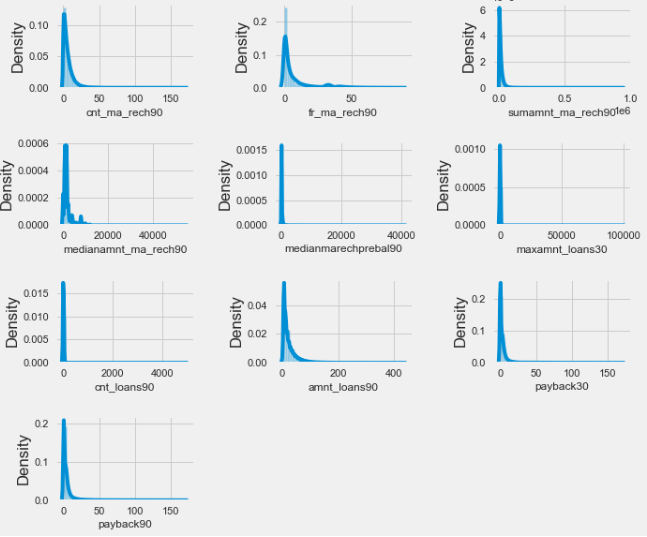 Density
0.10
0.05
0.00
0 50 100 150
cnt_ma_rech90
Density
0.2
0.1
0.0
0 50
fr_ma_rech90
Density
6
4
2
0
0.0 0.5 1.0
1e6
sumamnt_ma_rech90
Density
0.0006
0.0004
0.0002
0.0000
0 20000 40000
medianamnt_ma_rech90
Density
0.0015
0.0010
0.0005
0.0000
0 20000 40000
medianmarechprebal90
Density
0.0010
0.0005
0.0000
0 50000 100000
maxamnt_loans30
Density
0.015
0.010
0.005
0.000
0 2000 4000
cnt_loans90
Density
0.04
0.02
0.00
0 200 400
amnt_loans90
Density
0.2
0.1
0.0
0 50 100 150
payback30
Density
0.2
0.1
0.0
0 50 100 150
payback90